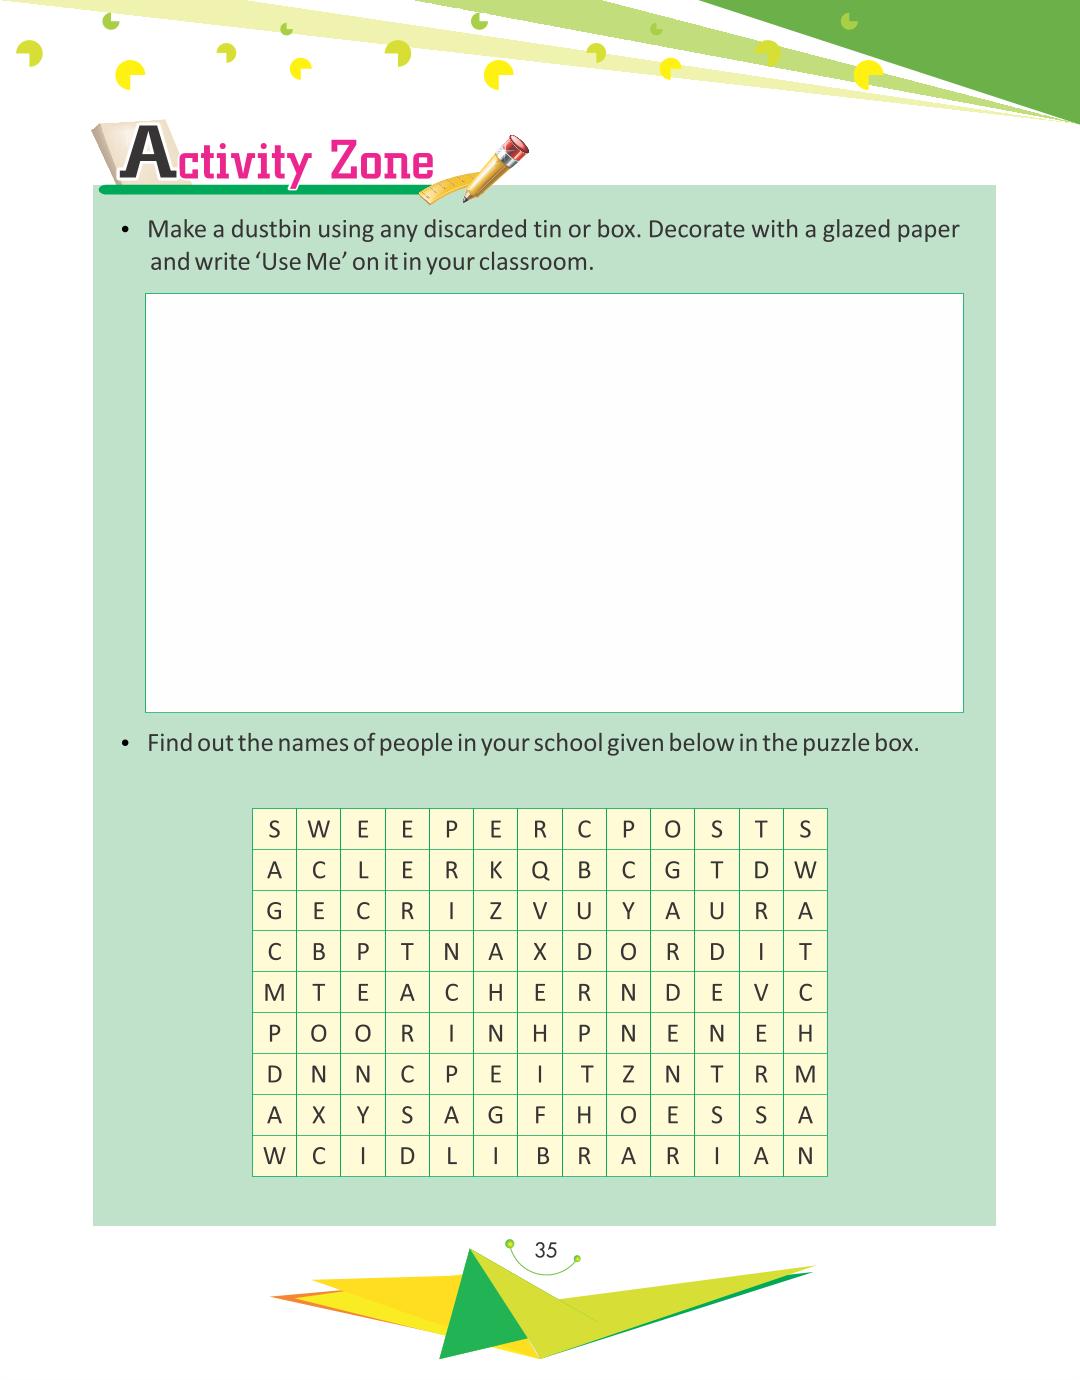 Activity Zone
• Make a dustbin using any discarded tin or box. Decorate with a glazed paper
and write ‘Use Me’ on it in your classroom.
• Find out the names of people in your school given below in the puzzle box.
S W E E P E R C P O S T S
A C L E R K Q B C G T D W
G E C R I Z V U Y A U R A
C B P T N A X D O R D I T
M T E A C H E R N D E V C
P O O R I N H P N E N E H
D N N C P E I T Z N T R M
A X Y S A G F H O E S S A
W C I D L I B R A R I A N
35